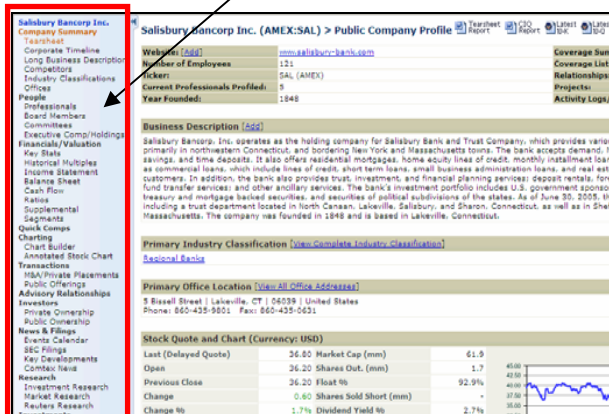 Salisbury Bancorp Inc.
Company Summary
Tearsheet
Corporate Timeline
Long Business Description
Competitors
Industry Classifications
Offices
People
Professionals
Board Members
Committees
Executive Comp/Holdings
Financials/Valuation
Key Stats
Historical Multiples
Income Statement
Balance Sheet
Cash Flow
Ratios
Supplemental
Segments
Quick Comps
Charting
Chart Builder
Annotated Stock Chart
Transactions
M&A/Private Placements
Public Offerings
Advisory Relationships
Investors
Private Ownership
Public Ownership
News & Filings
Events Calendar
SEC Filings
Key Developments
Comtex News
Research
Investment Research
Market Research
Reuters Research
Salisbury Bancorp Inc. (AMEX:SAL) > Public Company Profile Tearsheet Report CIQ Report Latest 10-K Latest 10-Q
Website: [Add] www.salisbury-bank.com Coverage Sum
Number of Employees 121 Coverage List
Ticker: SAL (AMEX) Relationships
Current Professionals Profiled: 5 Projects:
Year Founded: 1848 Activity Logs/
Business Description [Add]
Salisbury Bancorp, Inc. operates as the holding company for Salisbury Bank and Trust Company, which provides vario
primarily in northwestern Connecticut, and bordering New York and Massachusetts towns. The bank accepts demand,
savings, and time deposits. It also offers residential mortgages, home equity lines of credit, monthly installment loan
as commercial loans, which include lines of credit, short term loans, small business administration loans, and real est
customers. In addition, the bank also provides trust, investment, and financial planning services; deposit rentals, for
fund transfer services; and other ancillary services. The bank's investment portfolio includes U.S. government sponso
treasury and mortgage backed securities, and securities of political subdivisions of the states. As of June 30, 2005, th
including a trust department located in North Canaan, Lakeville, Salisbury, and Sharon, Connecticut, as well as in She
Massachusetts. The company was founded in 1848 and is based in Lakeville, Connecticut.
Primary Industry Classification [View Complete Industry Classification]
Regional Banks
Primary Office Location [View All Office Addresses]
5 Bissell Street | Lakeville, CT | 06039 | United States
Phone: 860-435-9801 Fax: 860-435-0631
Stock Quote and Chart (Currency: USD)
Last (Delayed Quote) 36.80 Market Cap (mm) 61.9
Open 36.20 Shares Out. (mm) 1.7
Previous Close 36.20 Float % 92.9%
Change 0.60 Shares Sold Short (mm) -
Change % 1.7% Dividend Yield % 2.7%
45.00
42.50
40.00
37.50